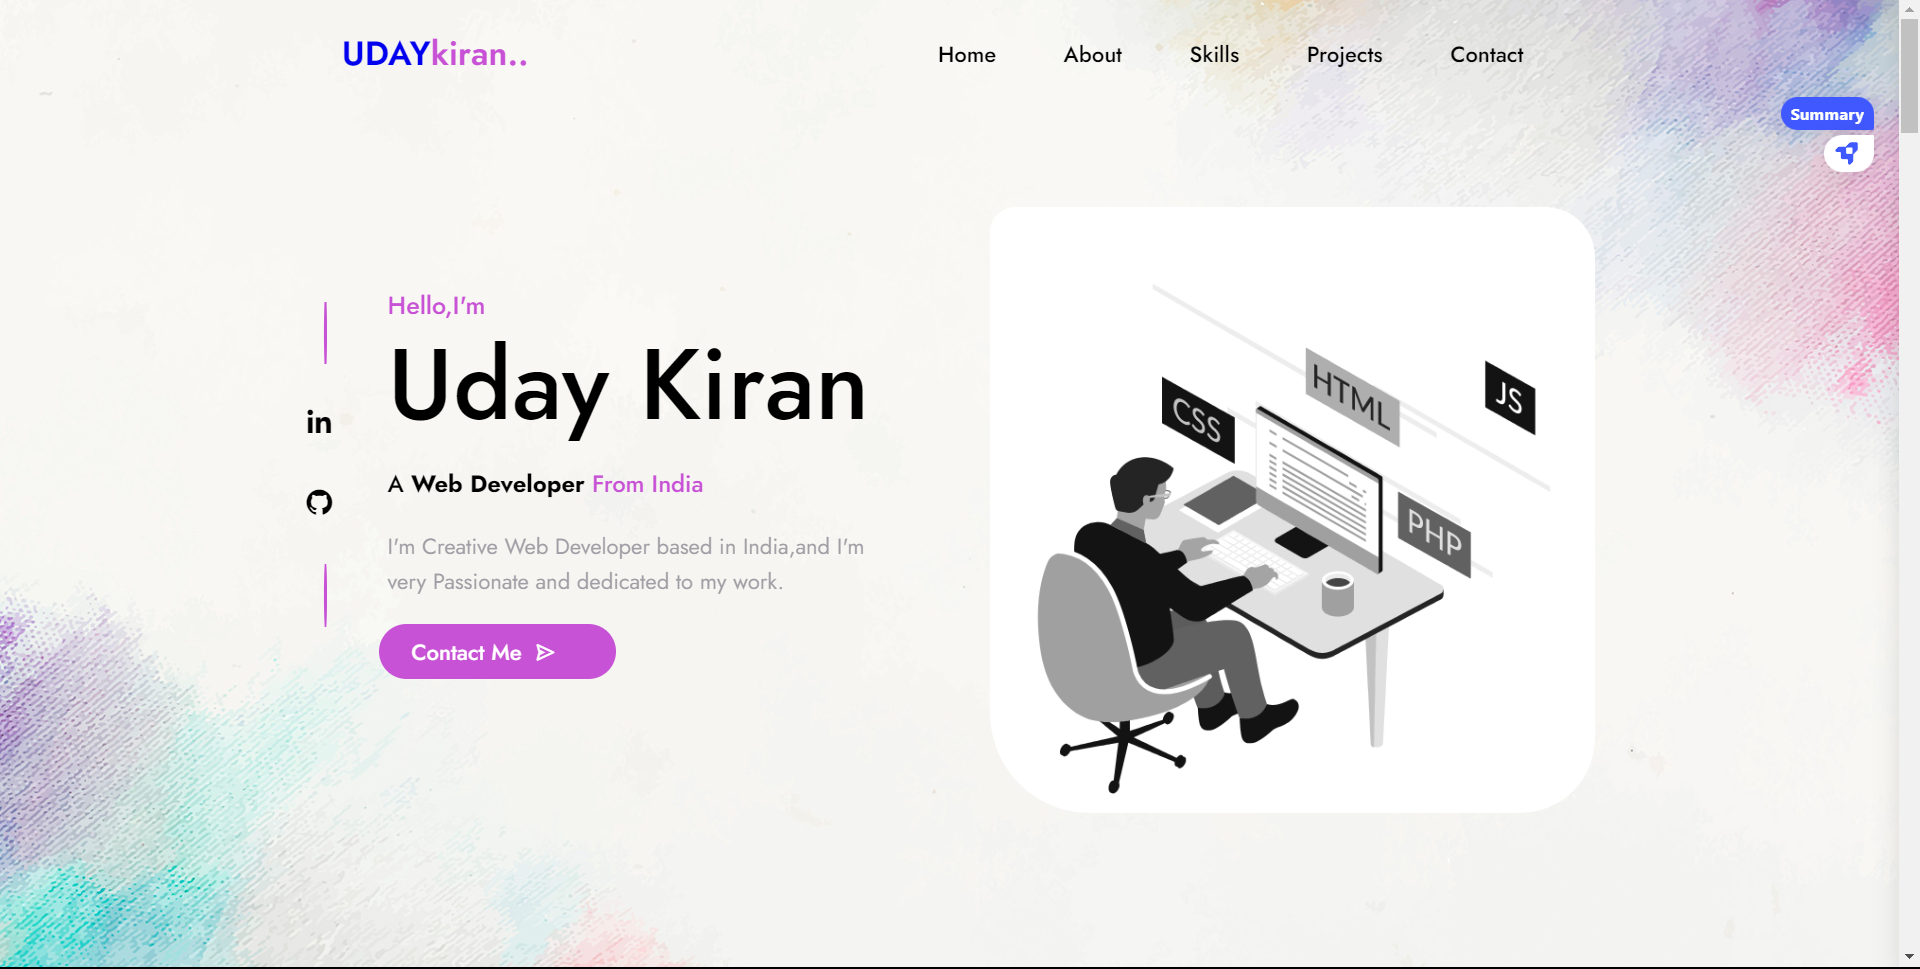 UDAYkiran..
Home About Skills Projects Contact
Summary
Hello,I'm
Uday Kiran
in
A Web Developer From India
I'm Creative Web Developer based in India,and I'm
very Passionate and dedicated to my work.
Contact Me
CSS
HTML
JS
PHP